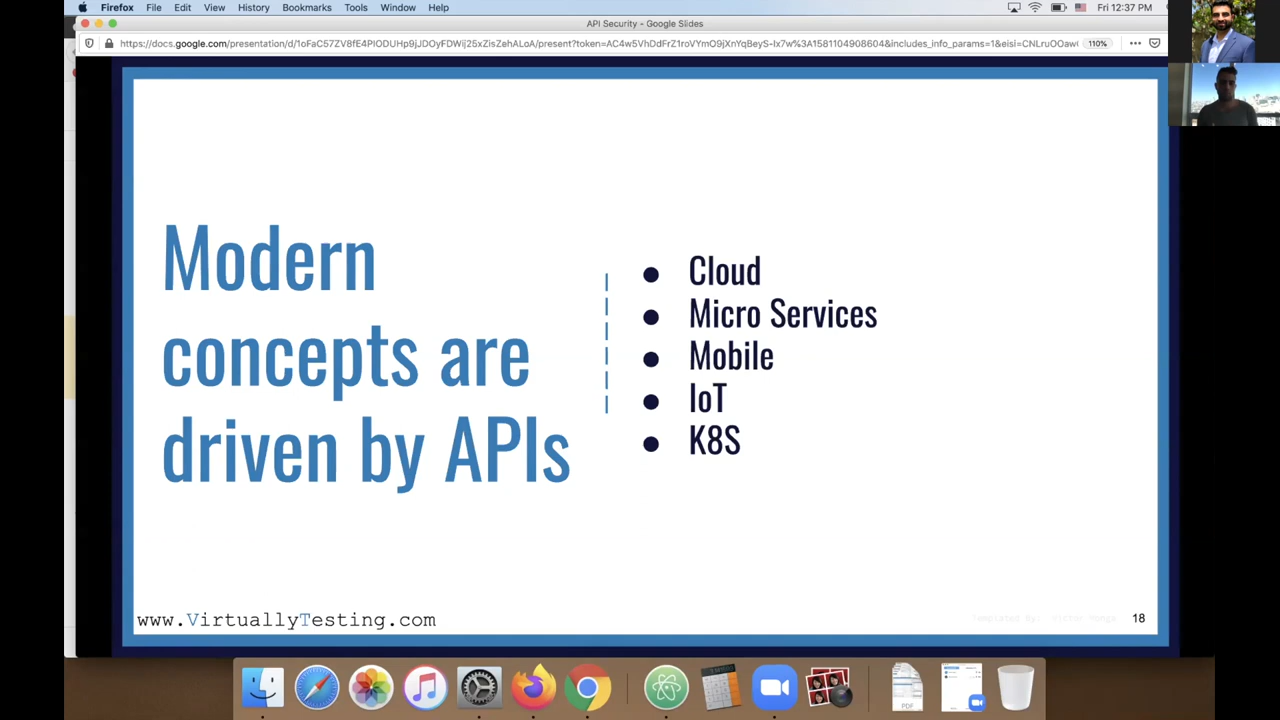 Firefox File Edit View History Bookmarks Tools Window Help Fri 12:37 PM
API Security - Google Slides
110%
Modern
concepts are
driven by APIs
● Cloud
● Micro Services
● Mobile
● IoT
● K8S
www.VirtuallyTesting.com
18
PDF